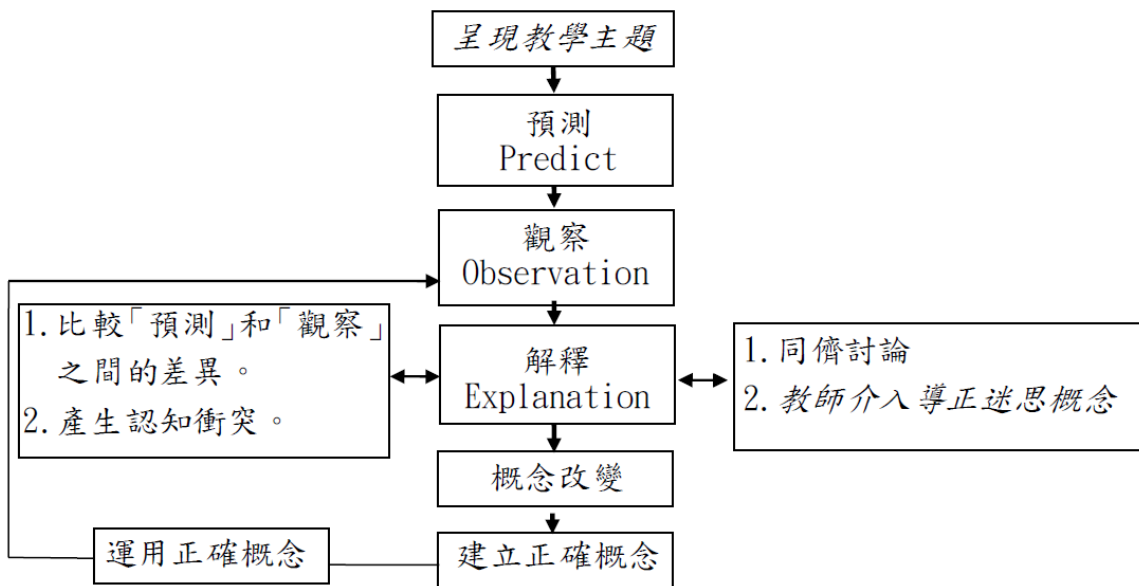 呈現教學主題
預測
Predict
觀察
Observation
1.比較「預測」和「觀察」
之間的差異。
2.產生認知衝突。
解釋
Explanation
1.同儕討論
2.教師介入導正迷思概念
概念改變
運用正確概念
建立正確概念